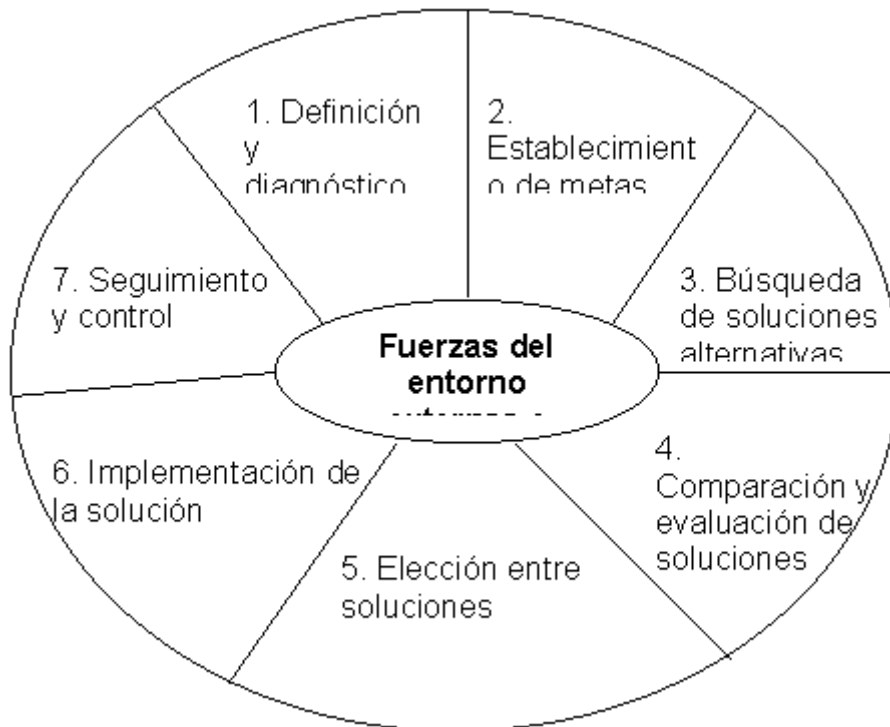 1. Definición
y
diagnóstico
2.
Establecimient
o de metas
3. Búsqueda
de soluciones
alternativas
4.
Comparación y
evaluación de
soluciones
5. Elección entre
soluciones
6. Implementación de
la solución
7. Seguimiento
y control
Fuerzas del
entorno